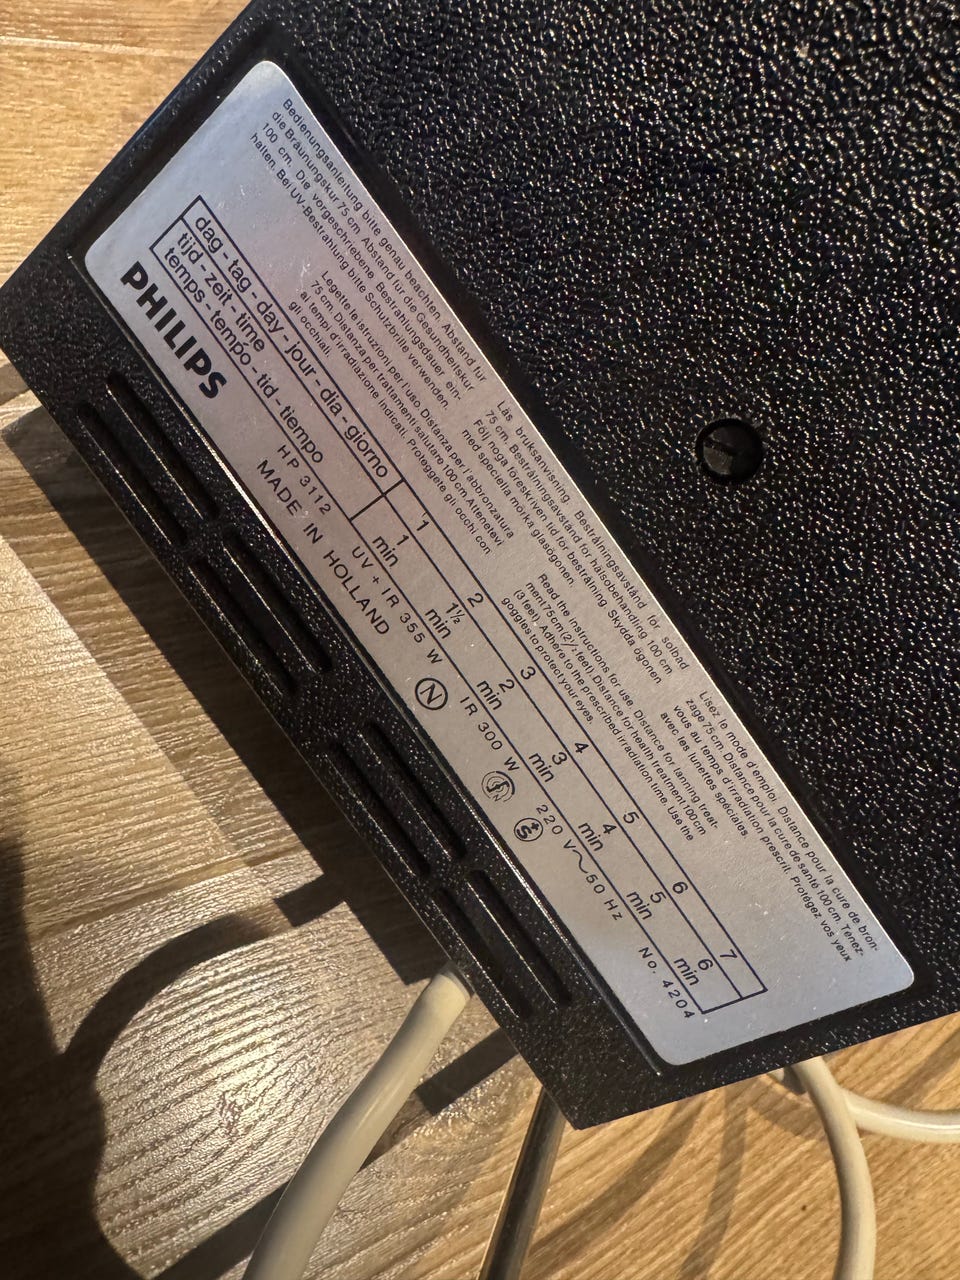 Bedienungsanleitung bitte genau beachten. Abstand für
die Bräunungskur 75 cm. Abstand für die Gesundheitskur
100 cm. Die vorgeschriebene Bestrahlungsdauer ein-
halten. Bei UV-Bestrahlung bitte Schutzbrille verwenden.
Legette le istruzioni per l'uso. Distanza per l'abbronzatura
75 cm. Distanza per trattamenti salutare 100 cm. Attenetevi
ai tempi d'irradiazione indicati. Proteggete gli occhi con
gli occhiali.
Läs bruksanvisning. Bestrålningsavstånd för solbad
75 cm. Bestrålningsavstånd för hälsobehandling 100 cm
Följ noga föreskriven tid för bestrålning. Skydda ögonen
med speciella mörka glasögonen.
Read the instructions for use. Distance for tanning treat-
ment 75 cm (2½ feet). Distance for health treatment 100 cm
(3 feet). Adhere to the prescribed irradiation time. Use the
goggles to protect your eyes.
Lisez le mode d'emploi. Distance pour la cure de bron-
zage 75 cm. Distance pour la cure de santé 100 cm. Tenez-
vous au temps d'irradiation prescrit. Protégez vos yeux
avec les lunettes spéciales.
dag - tag - day - jour - dia - giorno 1 2 3 4 5 6 7
tijd - zeit - time
temps - tempo - tid - tiempo
1 min 1½ min 2 min 3 min 4 min 5 min 6 min
PHILIPS
HP 3112 UV + IR 355 W IR 300 W 220 V~50 Hz No. 4204
MADE IN HOLLAND N N S